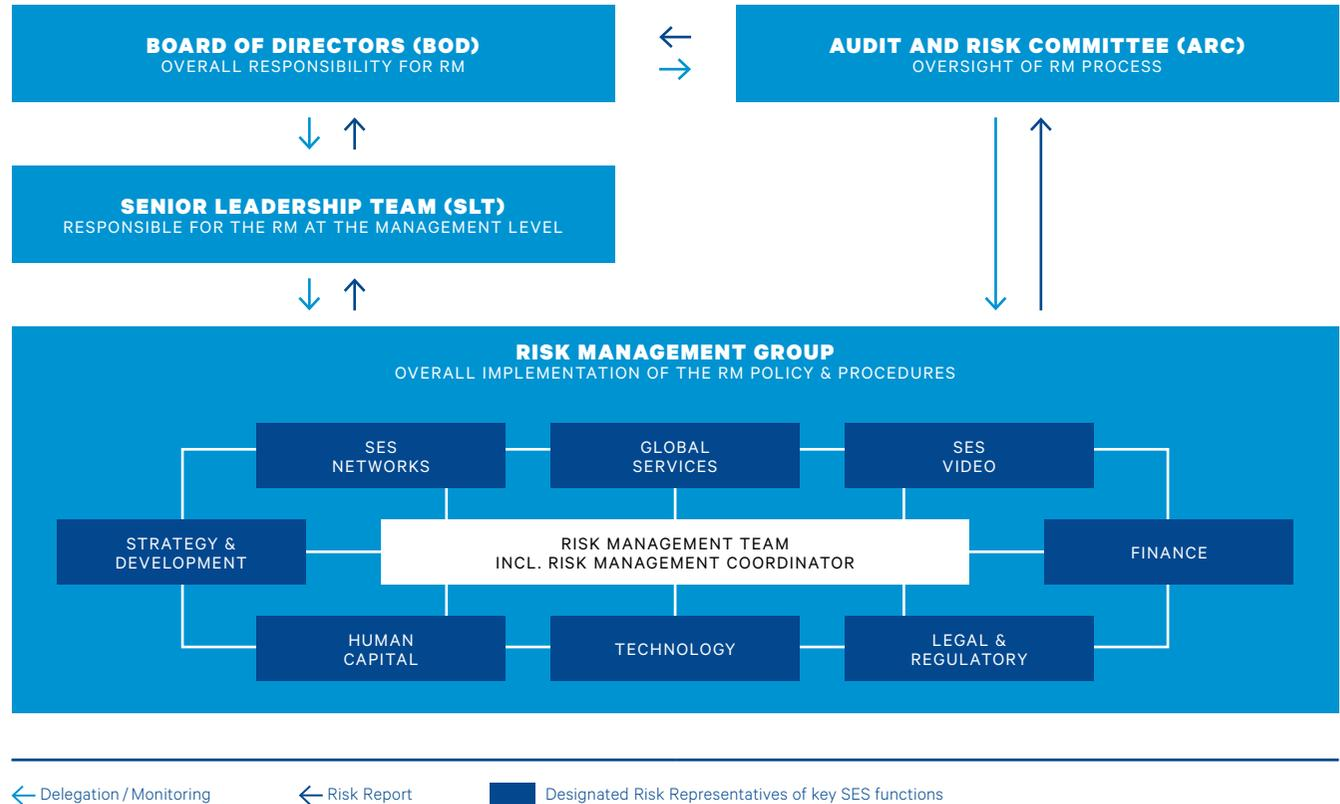 BOARD OF DIRECTORS (BOD)
OVERALL RESPONSIBILITY FOR RM
AUDIT AND RISK COMMITTEE (ARC)
OVERSIGHT OF RM PROCESS
SENIOR LEADERSHIP TEAM (SLT)
RESPONSIBLE FOR THE RM AT THE MANAGEMENT LEVEL
RISK MANAGEMENT GROUP
OVERALL IMPLEMENTATION OF THE RM POLICY & PROCEDURES
SES
NETWORKS
GLOBAL
SERVICES
SES
VIDEO
STRATEGY &
DEVELOPMENT
RISK MANAGEMENT TEAM
INCL. RISK MANAGEMENT COORDINATOR
FINANCE
HUMAN
CAPITAL
TECHNOLOGY
LEGAL &
REGULATORY
Delegation / Monitoring
Risk Report
Designated Risk Representatives of key SES functions